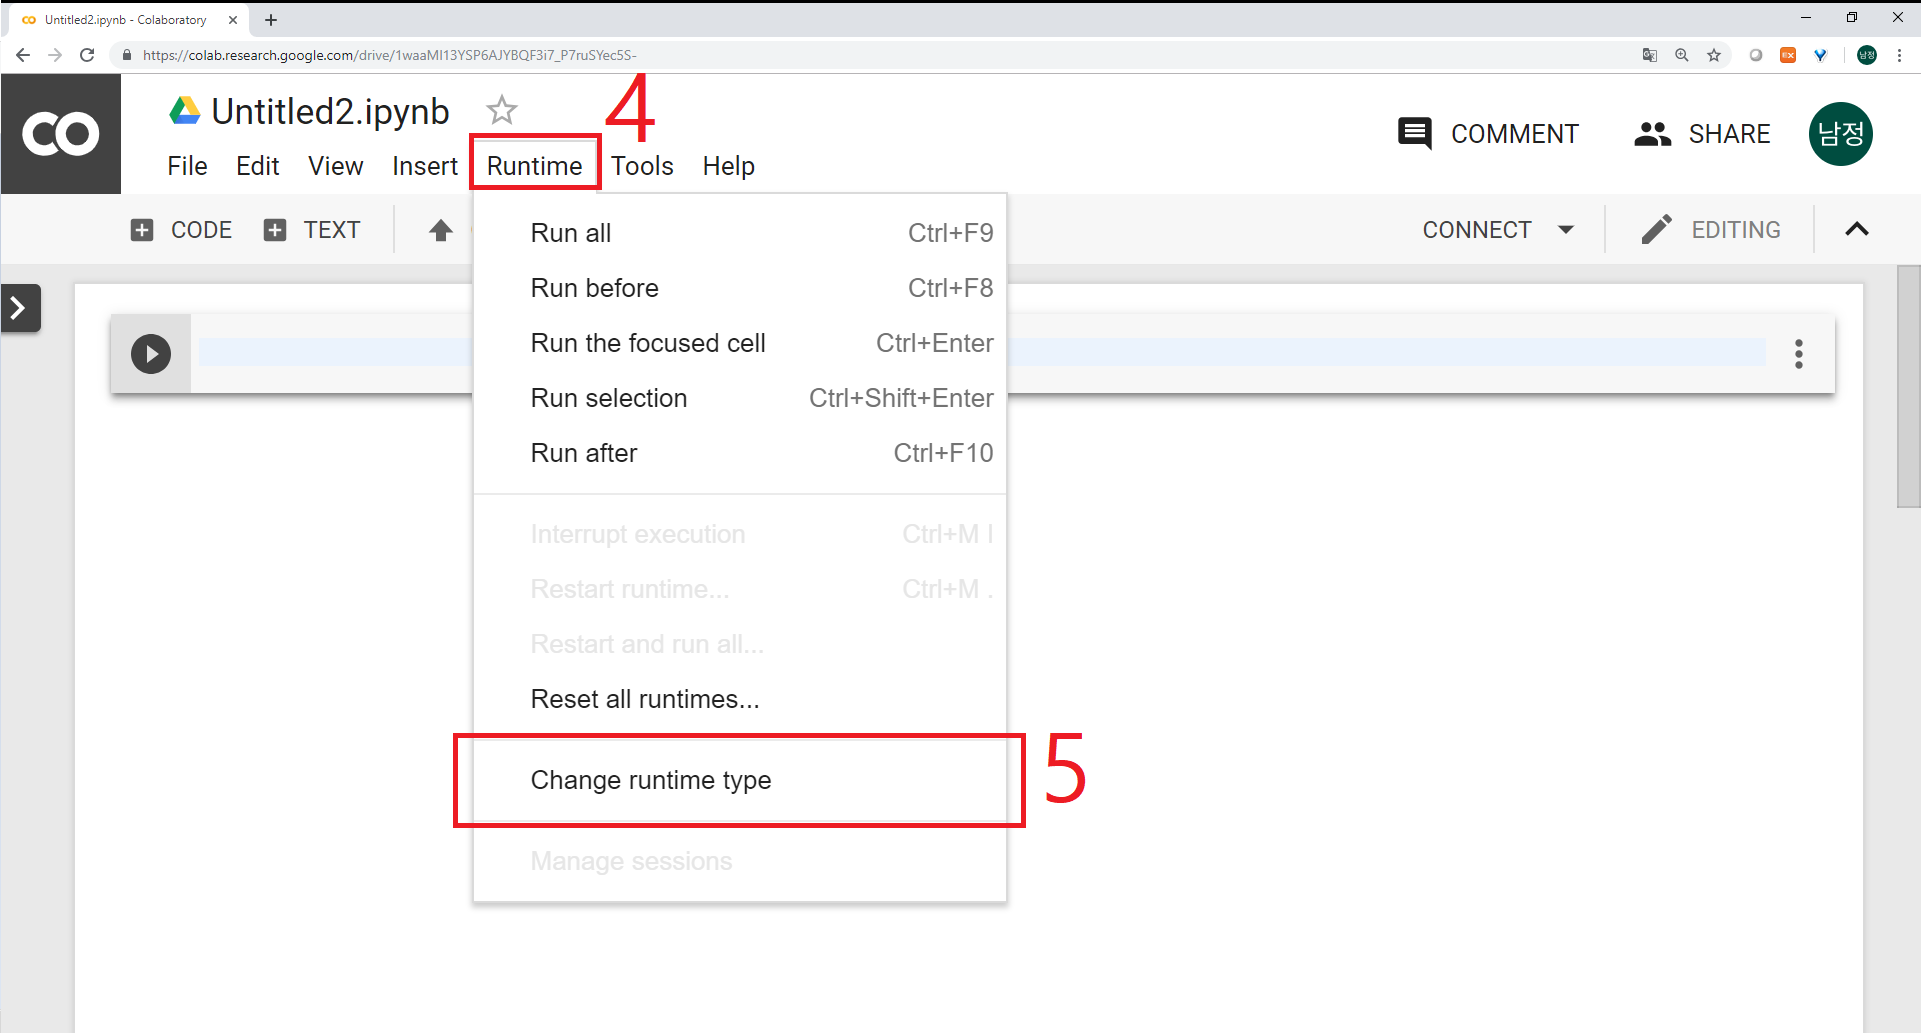 Untitled2.ipynb - Colaboratory
https://colab.research.google.com/drive/1waaMI13YSP6AJYBQF3i7_P7ruSYec5S-
EX
남정
CO
Untitled2.ipynb
4
COMMENT
SHARE
남정
File Edit View Insert Runtime Tools Help
CODE
TEXT
CONNECT
EDITING
Run all Ctrl+F9
Run before Ctrl+F8
Run the focused cell Ctrl+Enter
Run selection Ctrl+Shift+Enter
Run after Ctrl+F10
Interrupt execution Ctrl+M I
Restart runtime... Ctrl+M .
Restart and run all...
Reset all runtimes...
Change runtime type
5
Manage sessions